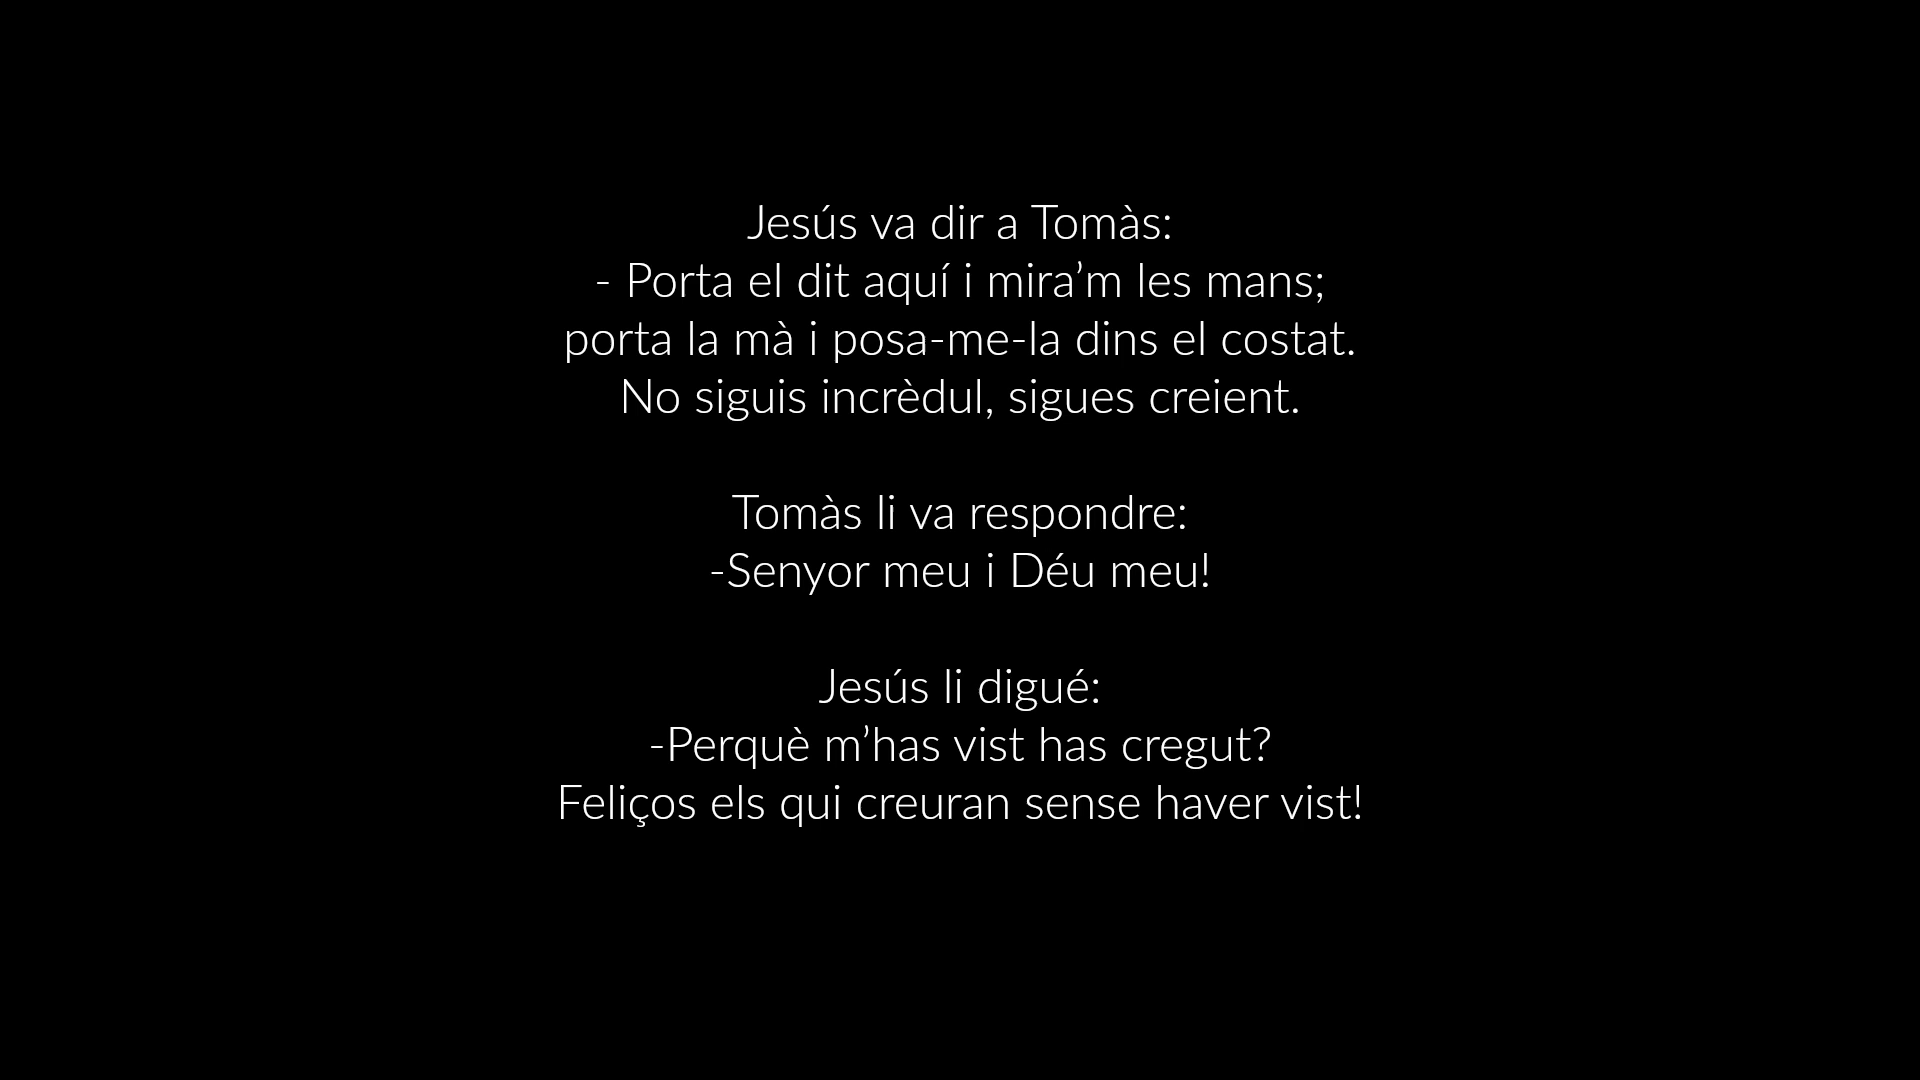 Jesús va dir a Tomàs:
- Porta el dit aquí i mira’m les mans;
porta la mà i posa-me-la dins el costat.
No siguis incrèdul, sigues creient.
Tomàs li va respondre:
-Senyor meu i Déu meu!
Jesús li digué:
-Perquè m’has vist has cregut?
Feliços els qui creuran sense haver vist!